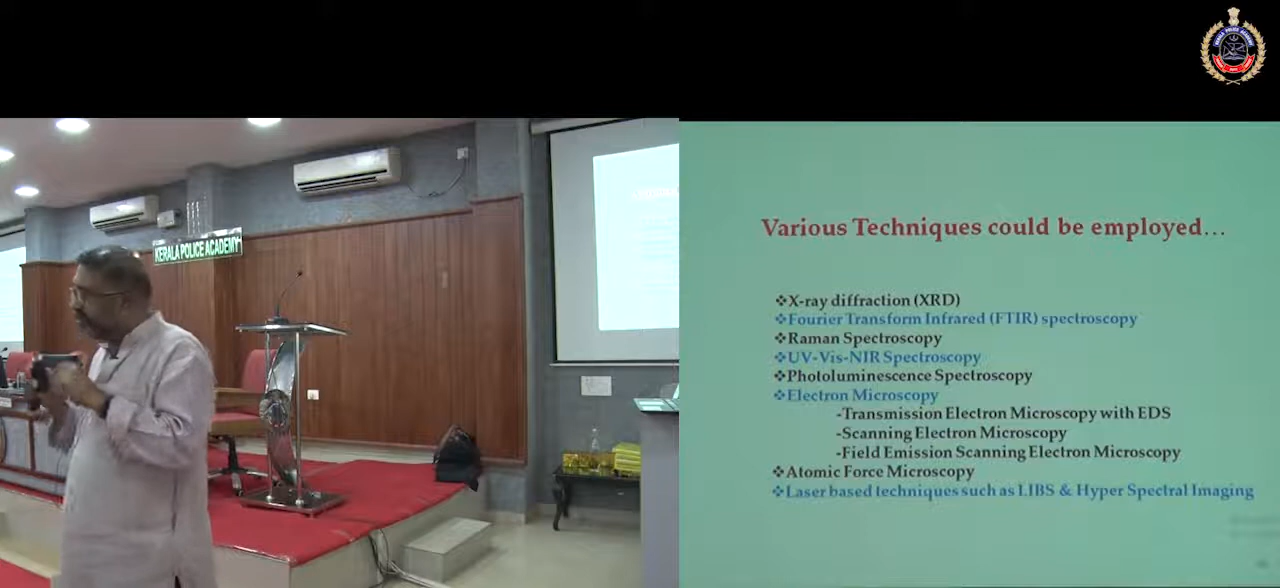 KERALA POLICE ACADEMY
Various Techniques could be employed...
❖X-ray diffraction (XRD)
❖Fourier Transform Infrared (FTIR) spectroscopy
❖Raman Spectroscopy
❖UV-Vis-NIR Spectroscopy
❖Photoluminescence Spectroscopy
❖Electron Microscopy
-Transmission Electron Microscopy with EDS
-Scanning Electron Microscopy
-Field Emission Scanning Electron Microscopy
❖Atomic Force Microscopy
❖Laser based techniques such as LIBS & Hyper Spectral Imaging